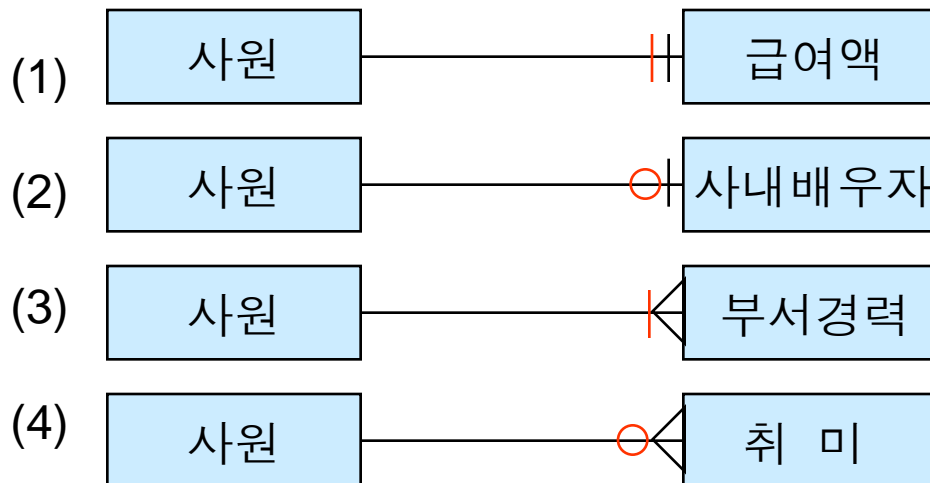 (1) 사원 급여액
(2) 사원 사내배우자
(3) 사원 부서경력
(4) 사원 취 미